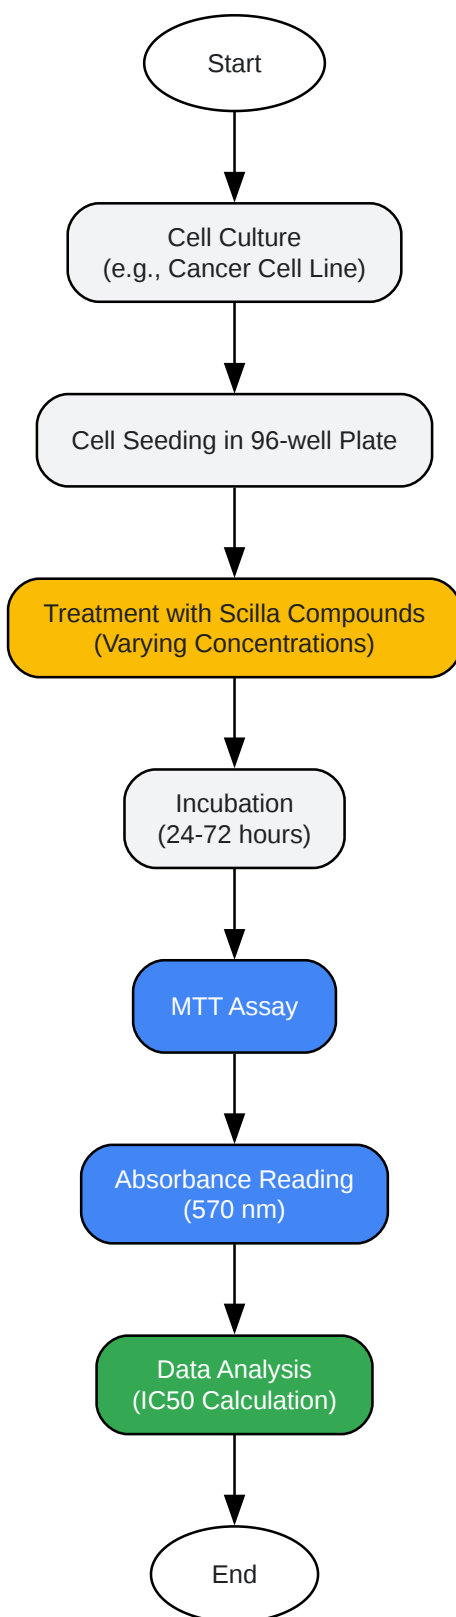 Start
Cell Culture
(e.g., Cancer Cell Line)
Cell Seeding in 96-well Plate
Treatment with Scilla Compounds
(Varying Concentrations)
Incubation
(24-72 hours)
MTT Assay
Absorbance Reading
(570 nm)
Data Analysis
(IC50 Calculation)
End